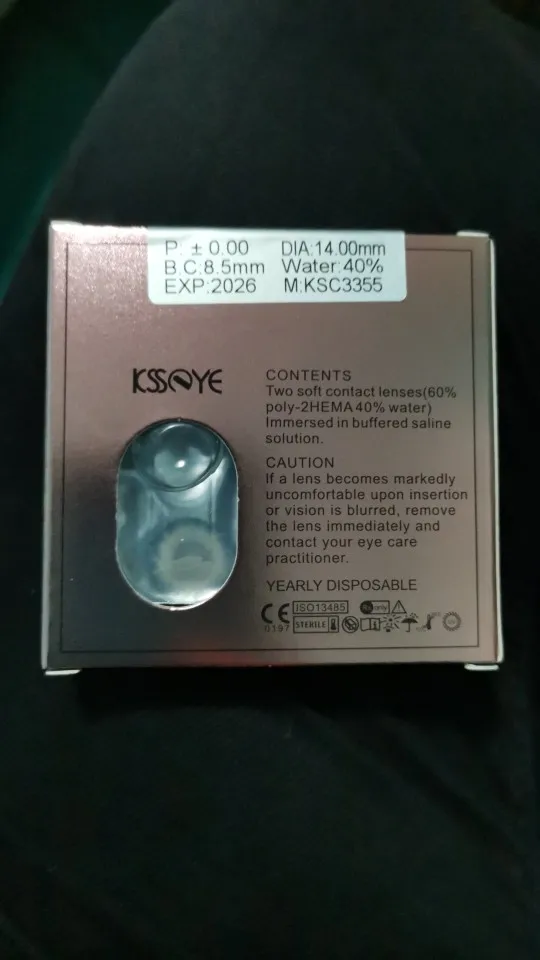 P: ± 0.00 DIA:14.00mm
B.C:8.5mm Water:40%
EXP:2026 M:KSC3355
KSSEYE
CONTENTS
Two soft contact lenses(60%
poly-2HEMA 40% water)
Immersed in buffered saline
solution.
CAUTION
If a lens becomes markedly
uncomfortable upon insertion
or vision is blurred, remove
the lens immediately and
contact your eye care
practitioner.
YEARLY DISPOSABLE
CE ISO13485 Rx only
0197 STERILE